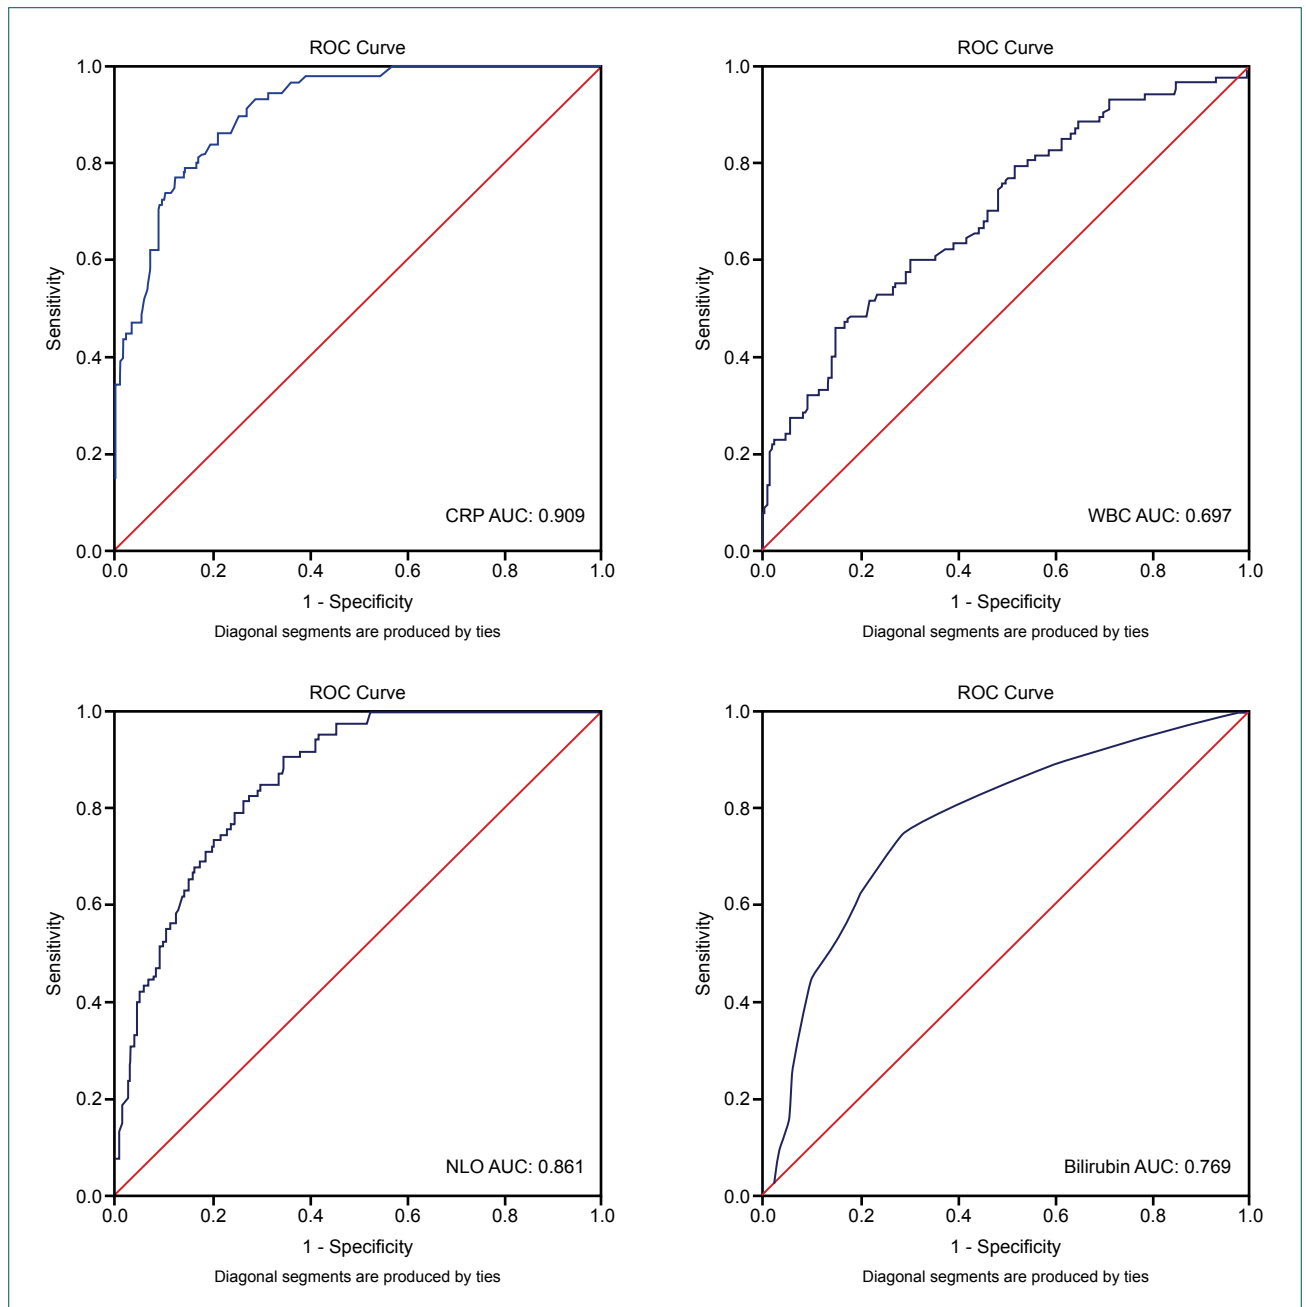 ROC Curve
1.0
0.8
0.6
0.4
0.2
0.0
Sensitivity
CRP AUC: 0.909
0.0 0.2 0.4 0.6 0.8 1.0
1 - Specificity
Diagonal segments are produced by ties
ROC Curve
1.0
0.8
0.6
0.4
0.2
0.0
Sensitivity
WBC AUC: 0.697
0.0 0.2 0.4 0.6 0.8 1.0
1 - Specificity
Diagonal segments are produced by ties
ROC Curve
1.0
0.8
0.6
0.4
0.2
0.0
Sensitivity
NLO AUC: 0.861
0.0 0.2 0.4 0.6 0.8 1.0
1 - Specificity
Diagonal segments are produced by ties
ROC Curve
1.0
0.8
0.6
0.4
0.2
0.0
Sensitivity
Bilirubin AUC: 0.769
0.0 0.2 0.4 0.6 0.8 1.0
1 - Specificity
Diagonal segments are produced by ties